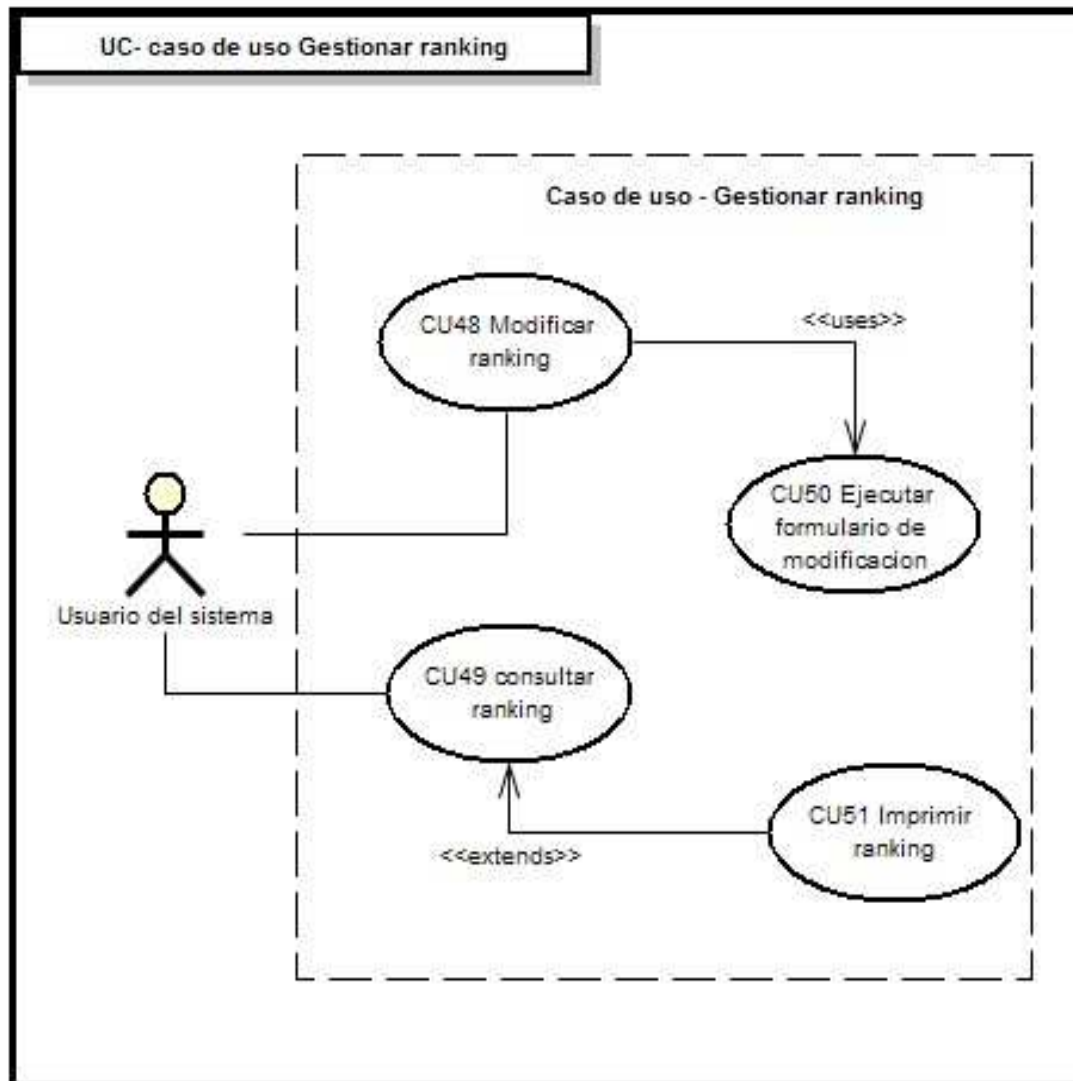 UC- caso de uso Gestionar ranking
Caso de uso - Gestionar ranking
CU48 Modificar
ranking
<<uses>>
CU50 Ejecutar
formulario de
modificacion
Usuario del sistema
CU49 consultar
ranking
CU51 Imprimir
ranking
<<extends>>